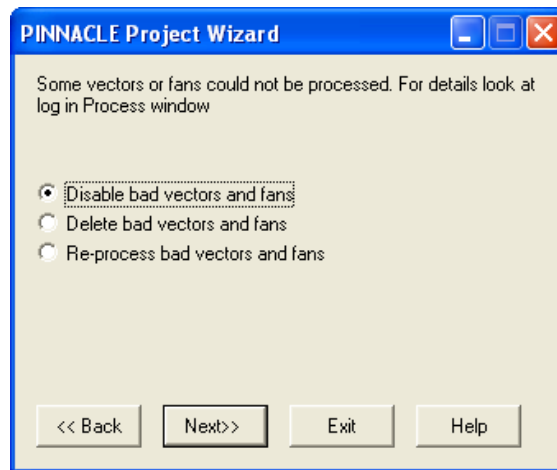 PINNACLE Project Wizard
Some vectors or fans could not be processed. For details look at
log in Process window
Disable bad vectors and fans
Delete bad vectors and fans
Re-process bad vectors and fans
<< Back
Next>>
Exit
Help